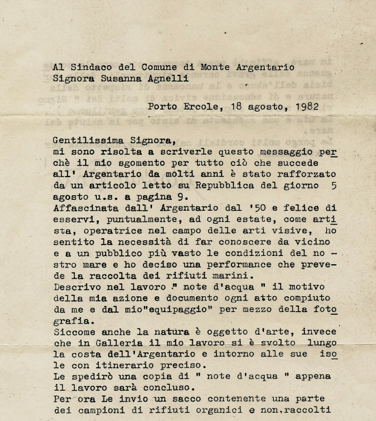 Al Sindaco del Comune di Monte Argentario
Signora Susanna Agnelli
Porto Ercole, 18 agosto, 1982
Gentilissima Signora,
mi sono risolta a scriverle questo messaggio per
chè il mio sgomento per tutto ciò che succede
all' Argentario da molti anni è stato rafforzato
da un articolo letto su Repubblica del giorno 5
agosto u.s. a pagina 9.
Affascinata dall' Argentario dal '50 e felice di
esservi, puntualmente, ad ogni estate, come arti
sta, operatrice nel campo delle arti visive, ho
sentito la necessità di far conoscere da vicino
e a un pubblico più vasto le condizioni del no -
stro mare e ho deciso una performance che preve-
de la raccolta dei rifiuti marini.
Descrivo nel lavoro " note d'acqua " il motivo
della mia azione e documento ogni atto compiuto
da me e dal mio"equipaggio" per mezzo della foto
grafia.
Siccome anche la natura è oggetto d'arte, invece
che in Galleria il mio lavoro si è svolto lungo
la costa dell'Argentario e intorno alle sue iso
le con itinerario preciso.
Le spedirò una copia di " note d'acqua " appena
il lavoro sarà concluso.
Per ora Le invio un sacco contenente una parte
dei campioni di rifiuti organici e non raccolti